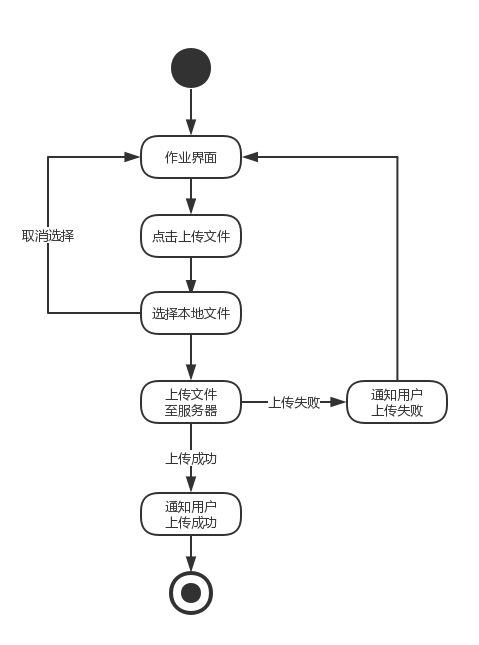 作业界面
取消选择
点击上传文件
选择本地文件
上传文件
至服务器
上传失败
通知用户
上传失败
上传成功
通知用户
上传成功